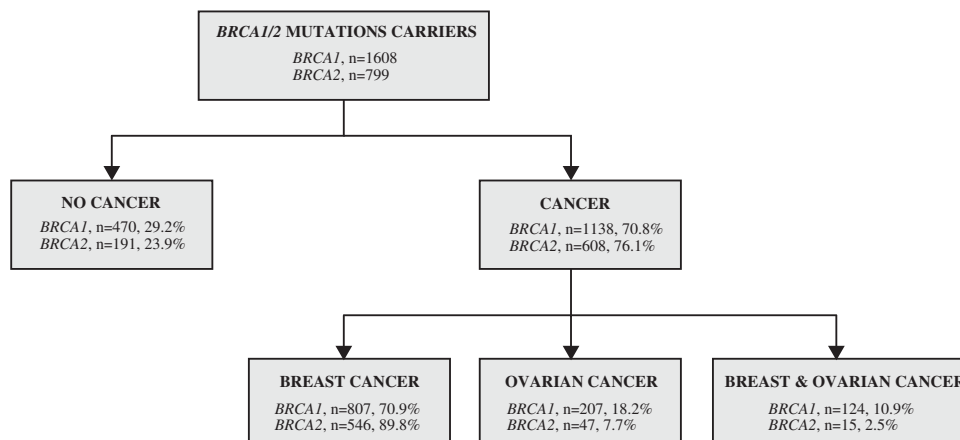 BRCA1/2 MUTATIONS CARRIERS
BRCA1, n=1608
BRCA2, n=799
NO CANCER
BRCA1, n=470, 29.2%
BRCA2, n=191, 23.9%
CANCER
BRCA1, n=1138, 70.8%
BRCA2, n=608, 76.1%
BREAST CANCER
BRCA1, n=807, 70.9%
BRCA2, n=546, 89.8%
OVARIAN CANCER
BRCA1, n=207, 18.2%
BRCA2, n=47, 7.7%
BREAST & OVARIAN CANCER
BRCA1, n=124, 10.9%
BRCA2, n=15, 2.5%